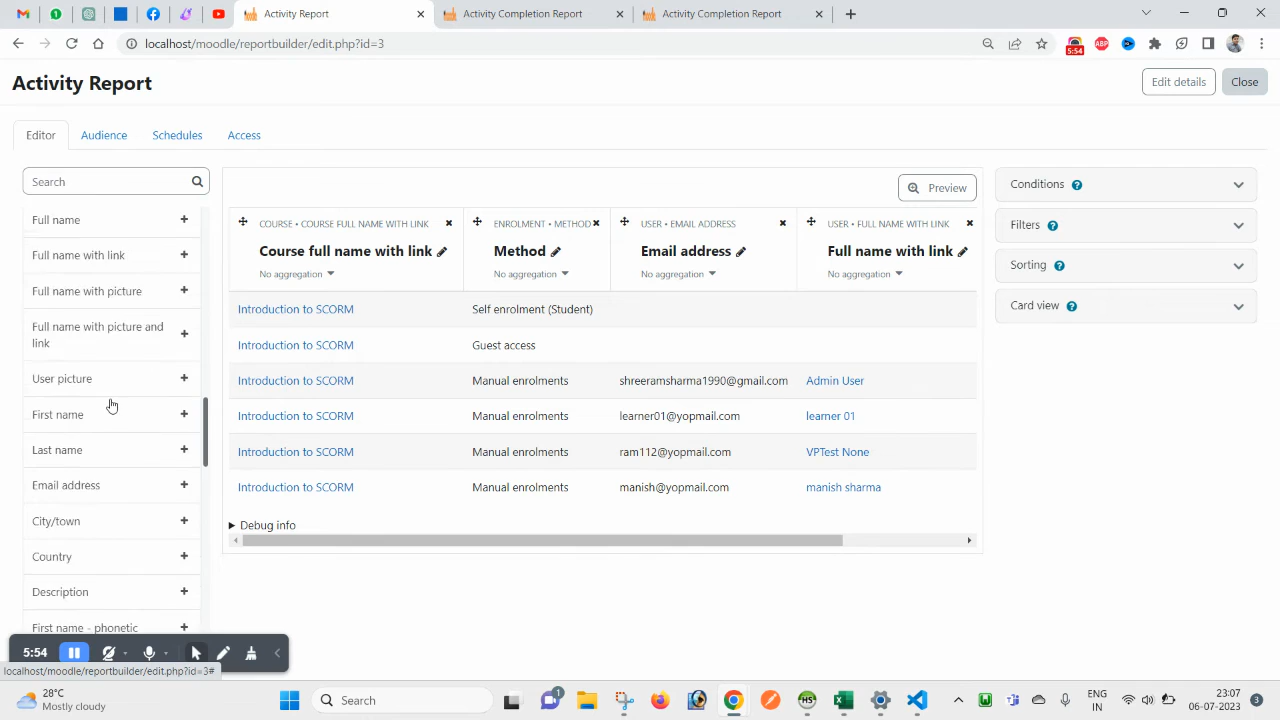 Activity Report
Activity Completion Report
Activity Completion Report
localhost/moodle/reportbuilder/edit.php?id=3
5:54
ABP
Activity Report
Edit details
Close
Editor
Audience
Schedules
Access
Search
Full name
Full name with link
Full name with picture
Full name with picture and
link
User picture
First name
Last name
Email address
City/town
Country
Description
First name - phonetic
Preview
COURSE • COURSE FULL NAME WITH LINK
ENROLMENT • METHOD
USER • EMAIL ADDRESS
USER • FULL NAME WITH LINK
Course full name with link
Method
Email address
Full name with link
No aggregation
No aggregation
No aggregation
No aggregation
Introduction to SCORM
Self enrolment (Student)
Introduction to SCORM
Guest access
Introduction to SCORM
Manual enrolments
shreeramsharma1990@gmail.com
Admin User
Introduction to SCORM
Manual enrolments
learner01@yopmail.com
learner 01
Introduction to SCORM
Manual enrolments
ram112@yopmail.com
VPTest None
Introduction to SCORM
Manual enrolments
manish@yopmail.com
manish sharma
Debug info
Conditions
Filters
Sorting
Card view
5:54
localhost/moodle/reportbuilder/edit.php?id=3#
28°C
Mostly cloudy
Search
1
HS
ENG
IN
23:07
06-07-2023
3